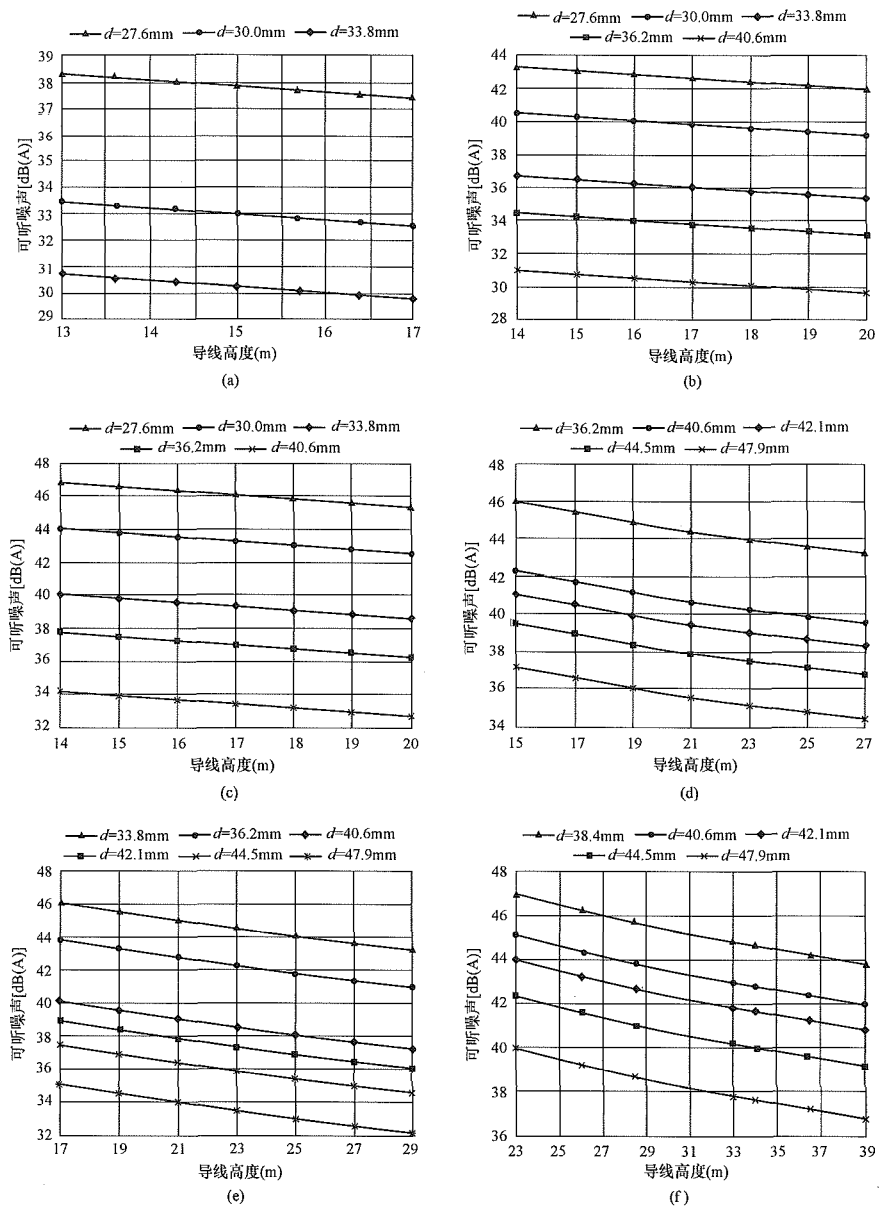 d=27.6mm d=30.0mm d=33.8mm
39
38
37
36
35
34
33
32
31
30
29
可听噪声[dB(A)]
13 14 15 16 17
导线高度(m)
(a)
d=27.6mm d=30.0mm d=33.8mm
d=36.2mm d=40.6mm
44
42
40
38
36
34
32
30
28
可听噪声[dB(A)]
14 15 16 17 18 19 20
导线高度(m)
(b)
d=27.6mm d=30.0mm d=33.8mm
d=36.2mm d=40.6mm
48
46
44
42
40
38
36
34
32
可听噪声[dB(A)]
14 15 16 17 18 19 20
导线高度(m)
(c)
d=36.2mm d=40.6mm d=42.1mm
d=44.5mm d=47.9mm
48
46
44
42
40
38
36
34
可听噪声[dB(A)]
15 17 19 21 23 25 27
导线高度(m)
(d)
d=33.8mm d=36.2mm d=40.6mm
d=42.1mm d=44.5mm d=47.9mm
48
46
44
42
40
38
36
34
32
可听噪声[dB(A)]
17 19 21 23 25 27 29
导线高度(m)
(e)
d=38.4mm d=40.6mm d=42.1mm
d=44.5mm d=47.9mm
48
46
44
42
40
38
36
可听噪声[dB(A)]
23 25 27 29 31 33 35 37 39
导线高度(m)
(f)